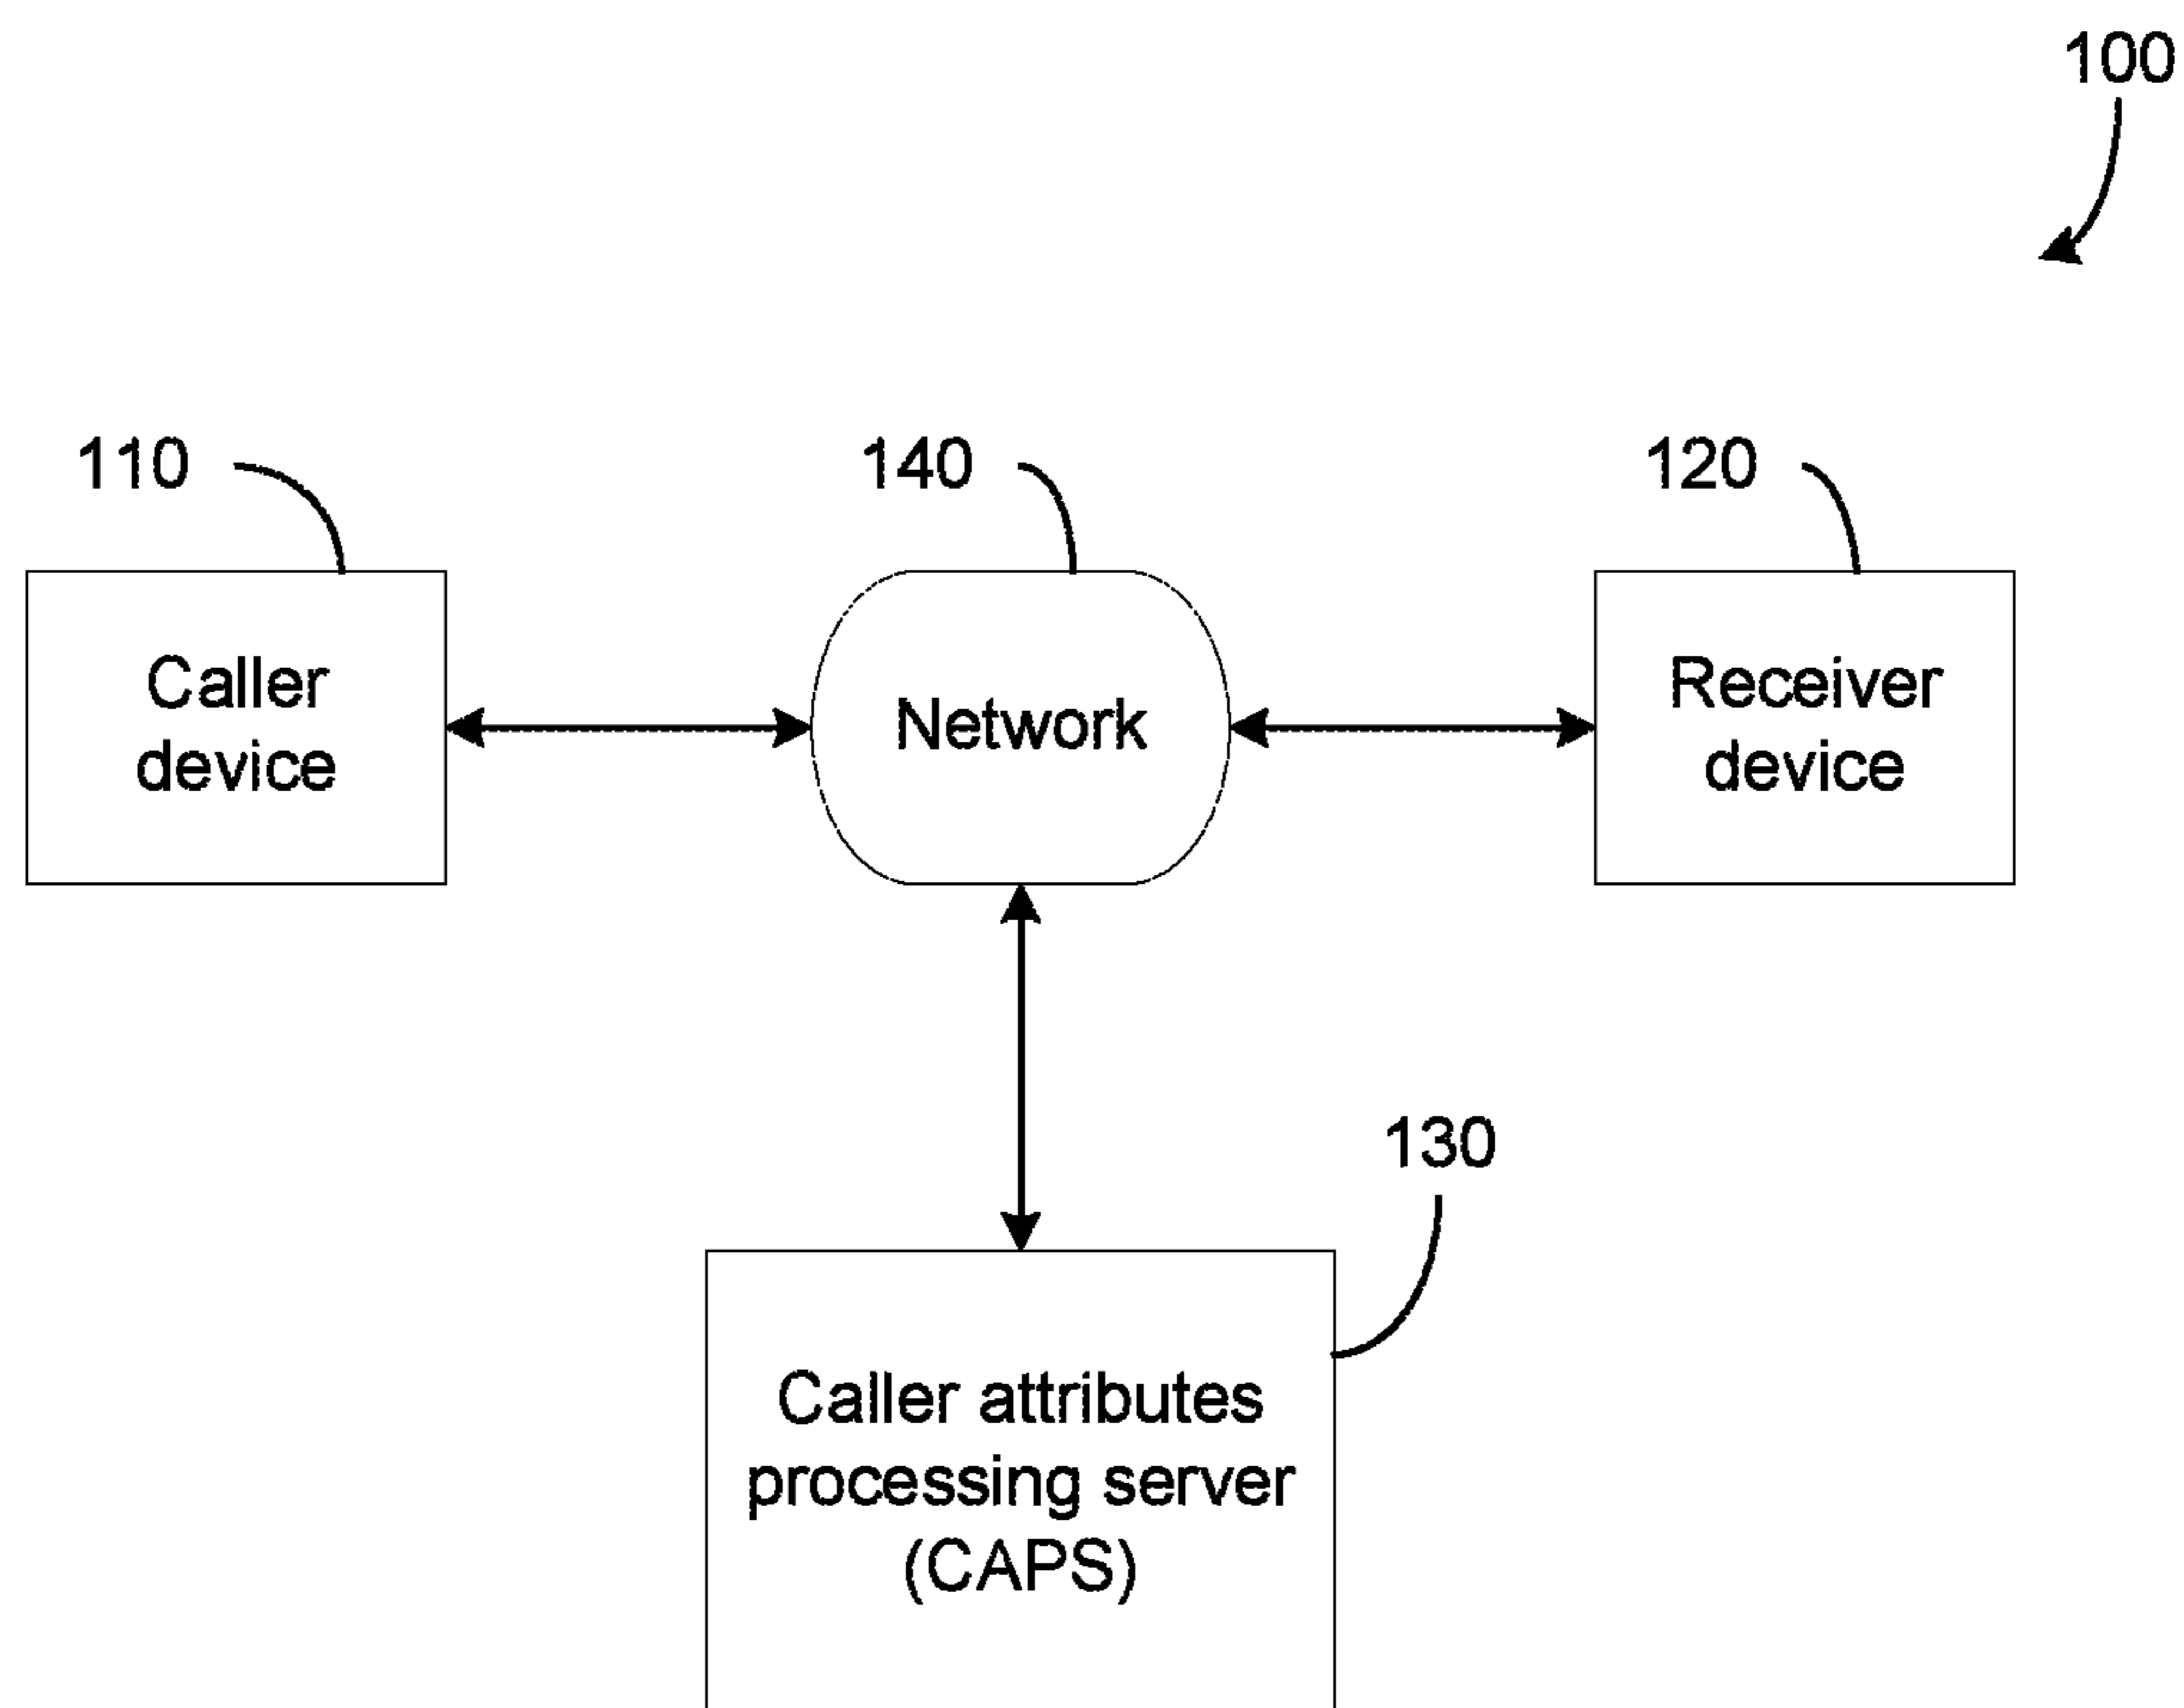 100
110
140
120
Caller
device
Network
Receiver
device
130
Caller attributes
processing server
(CAPS)